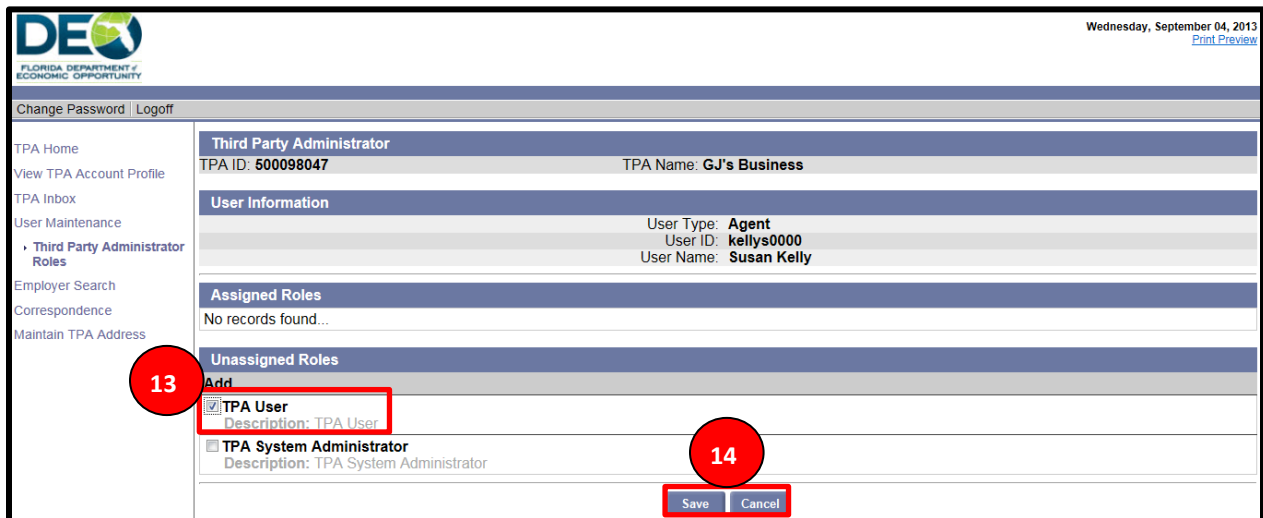 DEO
FLORIDA DEPARTMENT of
ECONOMIC OPPORTUNITY
Wednesday, September 04, 2013
Print Preview
Change Password | Logoff
TPA Home
View TPA Account Profile
TPA Inbox
User Maintenance
Third Party Administrator
Roles
Employer Search
Correspondence
Maintain TPA Address
Third Party Administrator
TPA ID: 500098047 TPA Name: GJ's Business
User Information
User Type: Agent
User ID: kellys0000
User Name: Susan Kelly
Assigned Roles
No records found...
Unassigned Roles
13
Add
TPA User
Description: TPA User
TPA System Administrator
Description: TPA System Administrator
14
Save Cancel